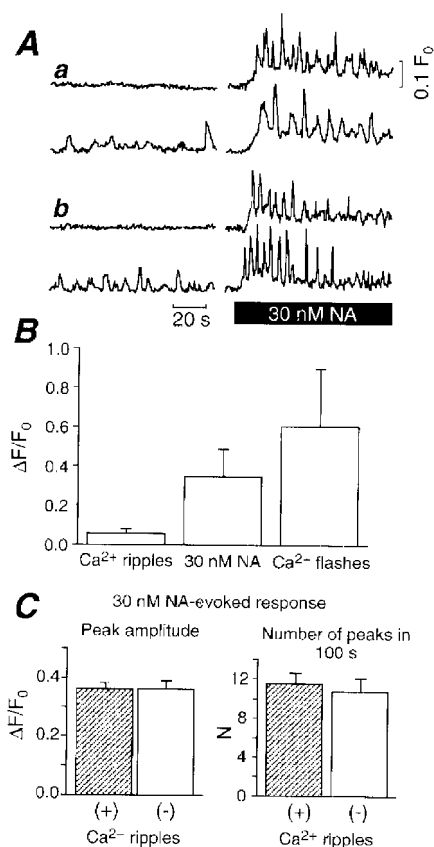 A
a
0.1 F₀
b
20 s
30 nM NA
B
1.0
0.8
0.6
0.4
0.2
0.0
ΔF/F₀
Ca²⁺ ripples 30 nM NA Ca²⁻ flashes
C
30 nM NA-evoked response
Peak amplitude
0.4
0.2
0.0
ΔF/F₀
(+) (-)
Ca²⁻ ripples
Number of peaks in
100 s
12
8
4
0
N
(+) (-)
Ca²⁺ ripples